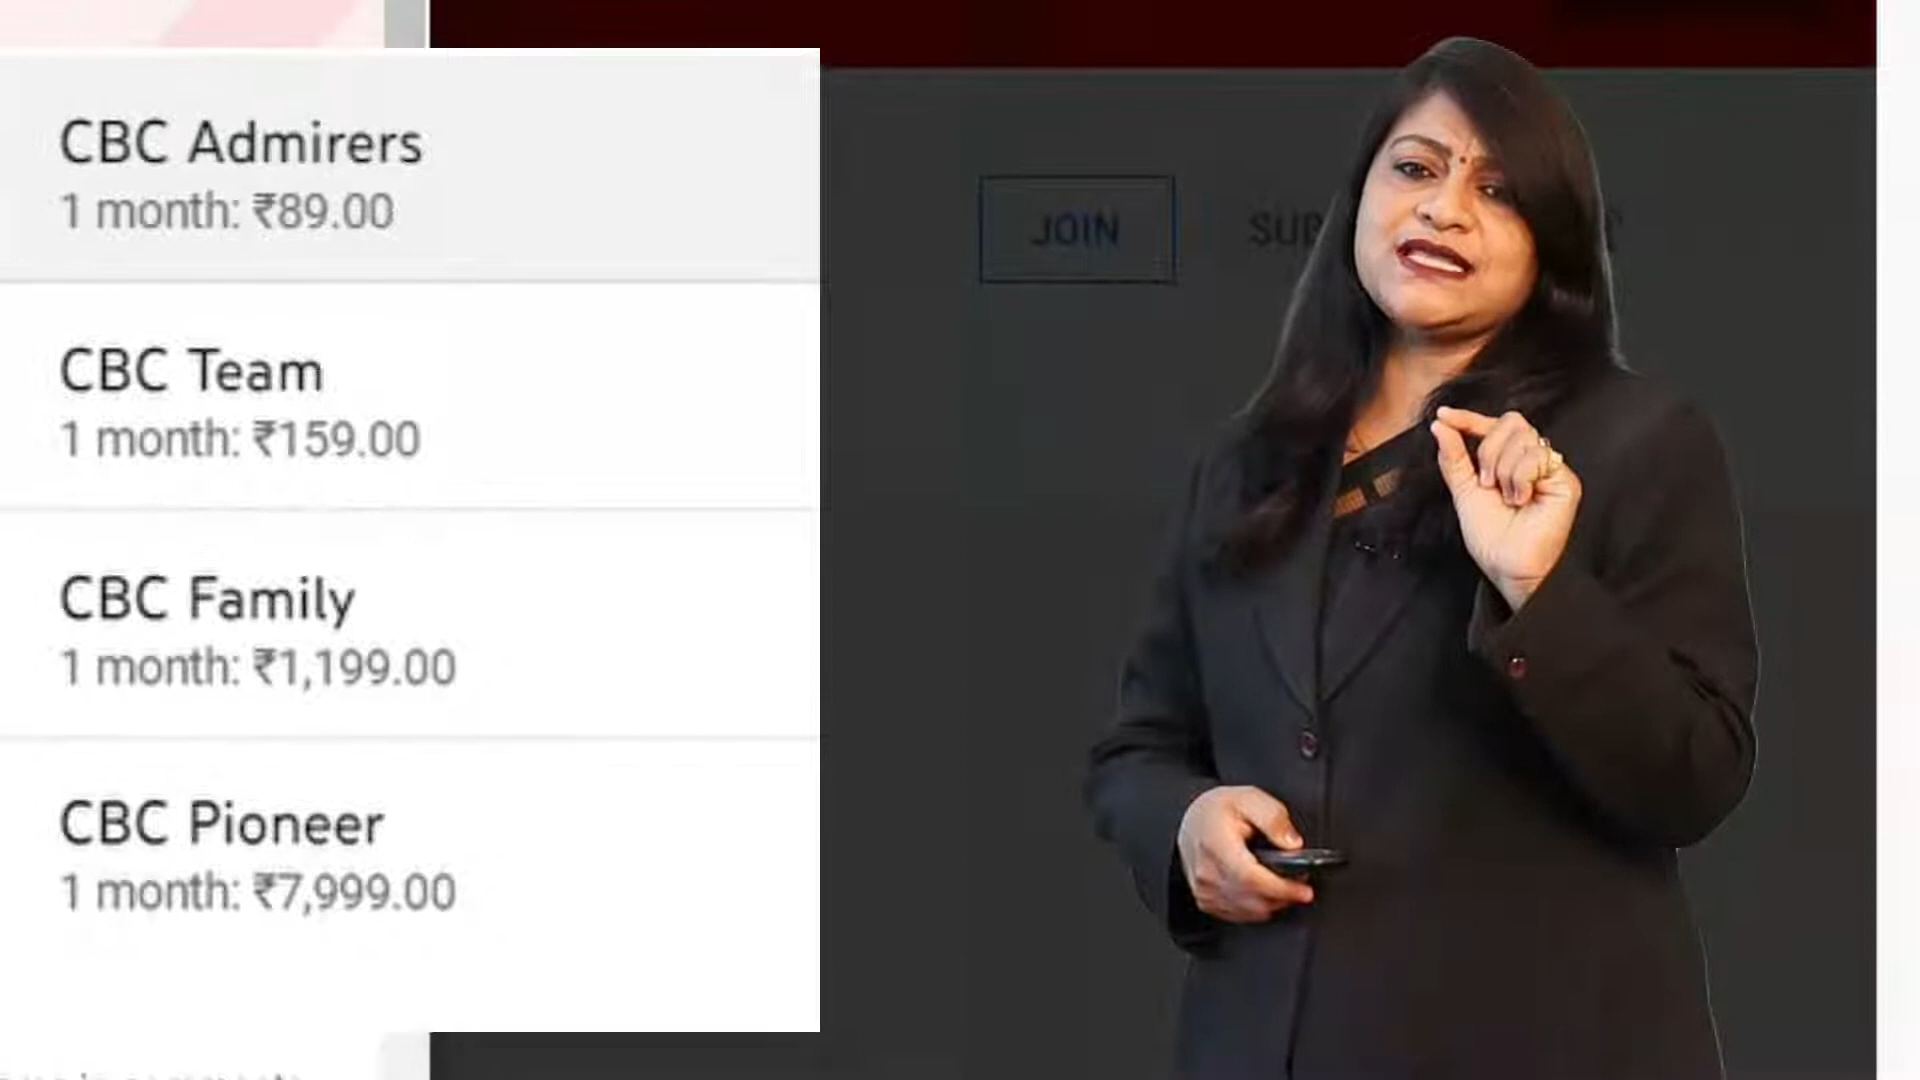 CBC Admirers
1 month: ₹89.00
JOIN
CBC Team
1 month: ₹159.00
CBC Family
1 month: ₹1,199.00
CBC Pioneer
1 month: ₹7,999.00